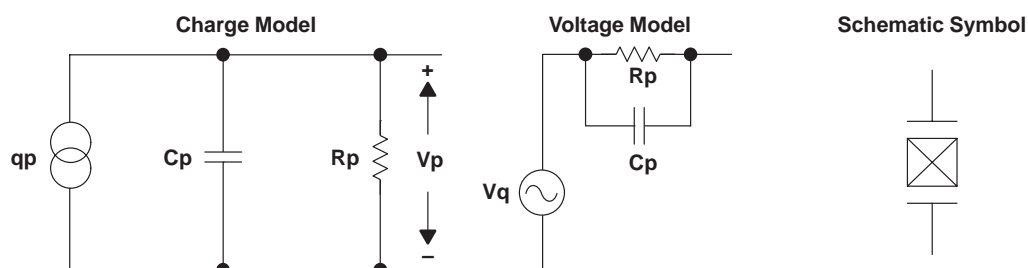 Charge Model
Voltage Model
Schematic Symbol
qp
Cp
Rp
+
Vp
−
Rp
Cp
Vq